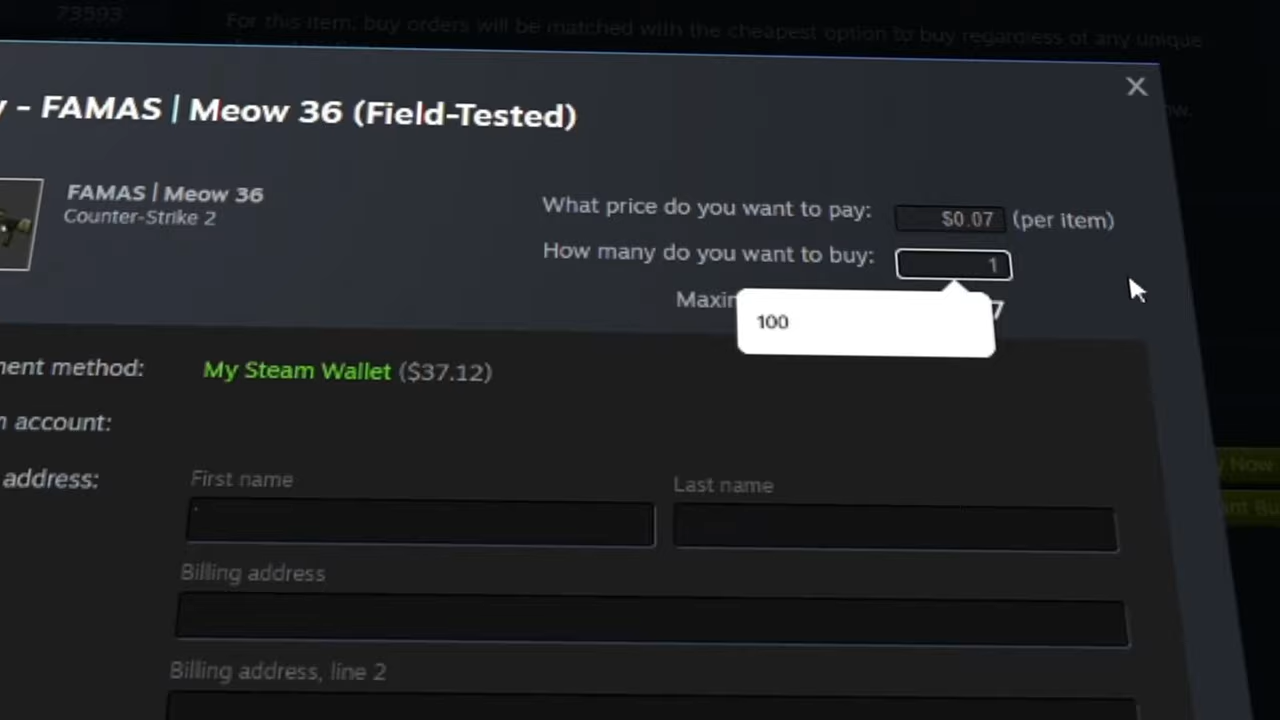 73593
For this item, buy orders will be matched with the cheapest option to buy regardless of any unique
- FAMAS | Meow 36 (Field-Tested)
FAMAS | Meow 36
Counter-Strike 2
What price do you want to pay: $0.07 (per item)
How many do you want to buy: 1
7
100
My Steam Wallet ($37.12)
account:
address:
First name
Last name
Billing address
Billing address, line 2
Now